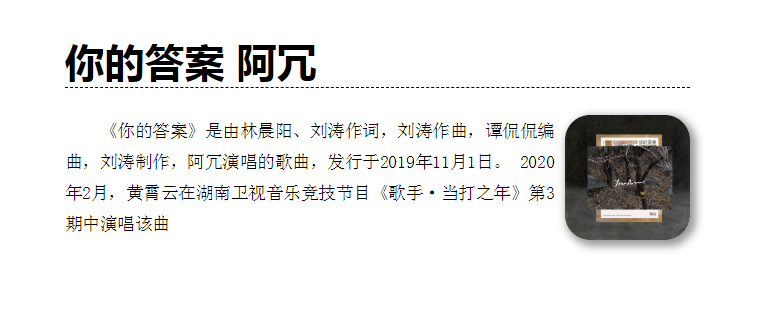 你的答案 阿冗
《你的答案》是由林晨阳、刘涛作词，刘涛作曲，谭侃侃编
曲，刘涛制作，阿冗演唱的歌曲，发行于2019年11月1日。 2020
年2月，黄霄云在湖南卫视音乐竞技节目《歌手·当打之年》第3
期中演唱该曲